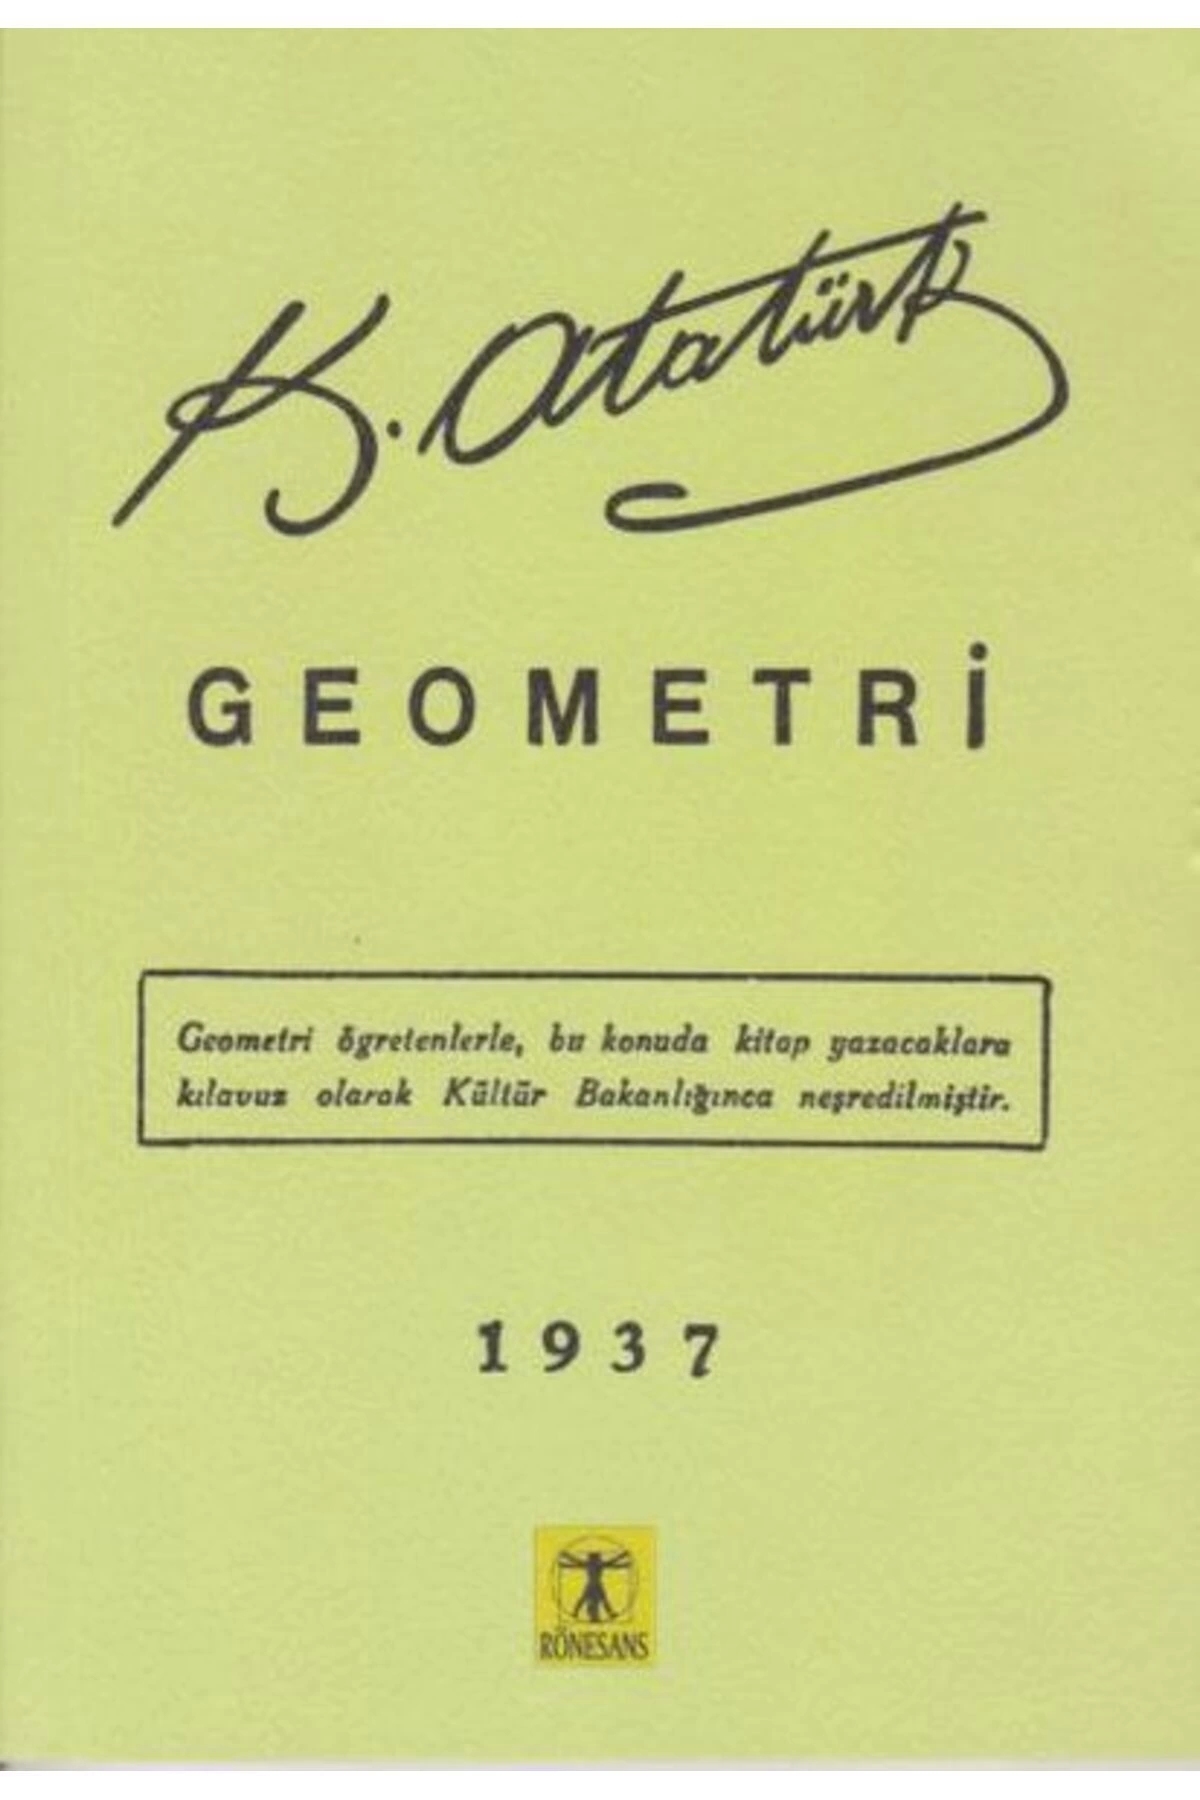 K. Atatürk
GEOMETRİ
Geometri öğretenlerle, bu konuda kitap yazacaklara
kılavuz olarak Kültür Bakanlığınca neşredilmiştir.
1937
RÖNESANS